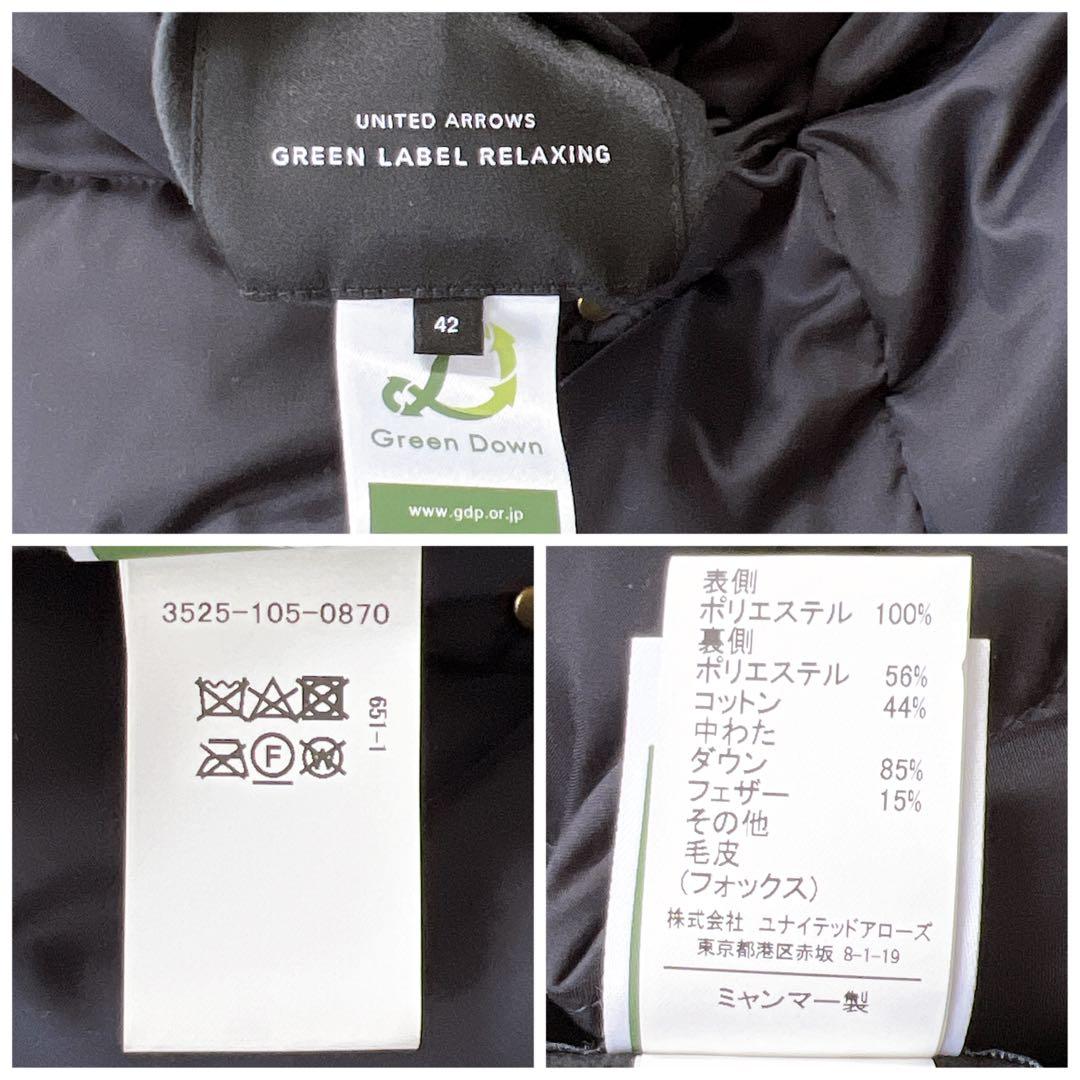 UNITED ARROWS
GREEN LABEL RELAXING
42
Green Down
www.gdp.or.jp
3525-105-0870
651-1
F
W
表側
ポリエステル 100%
裏側
ポリエステル 56%
コットン 44%
中わた
ダウン 85%
フェザー 15%
その他
毛皮
(フォックス)
株式会社 ユナイテッドアローズ
東京都港区赤坂 8-1-19
ミャンマー製